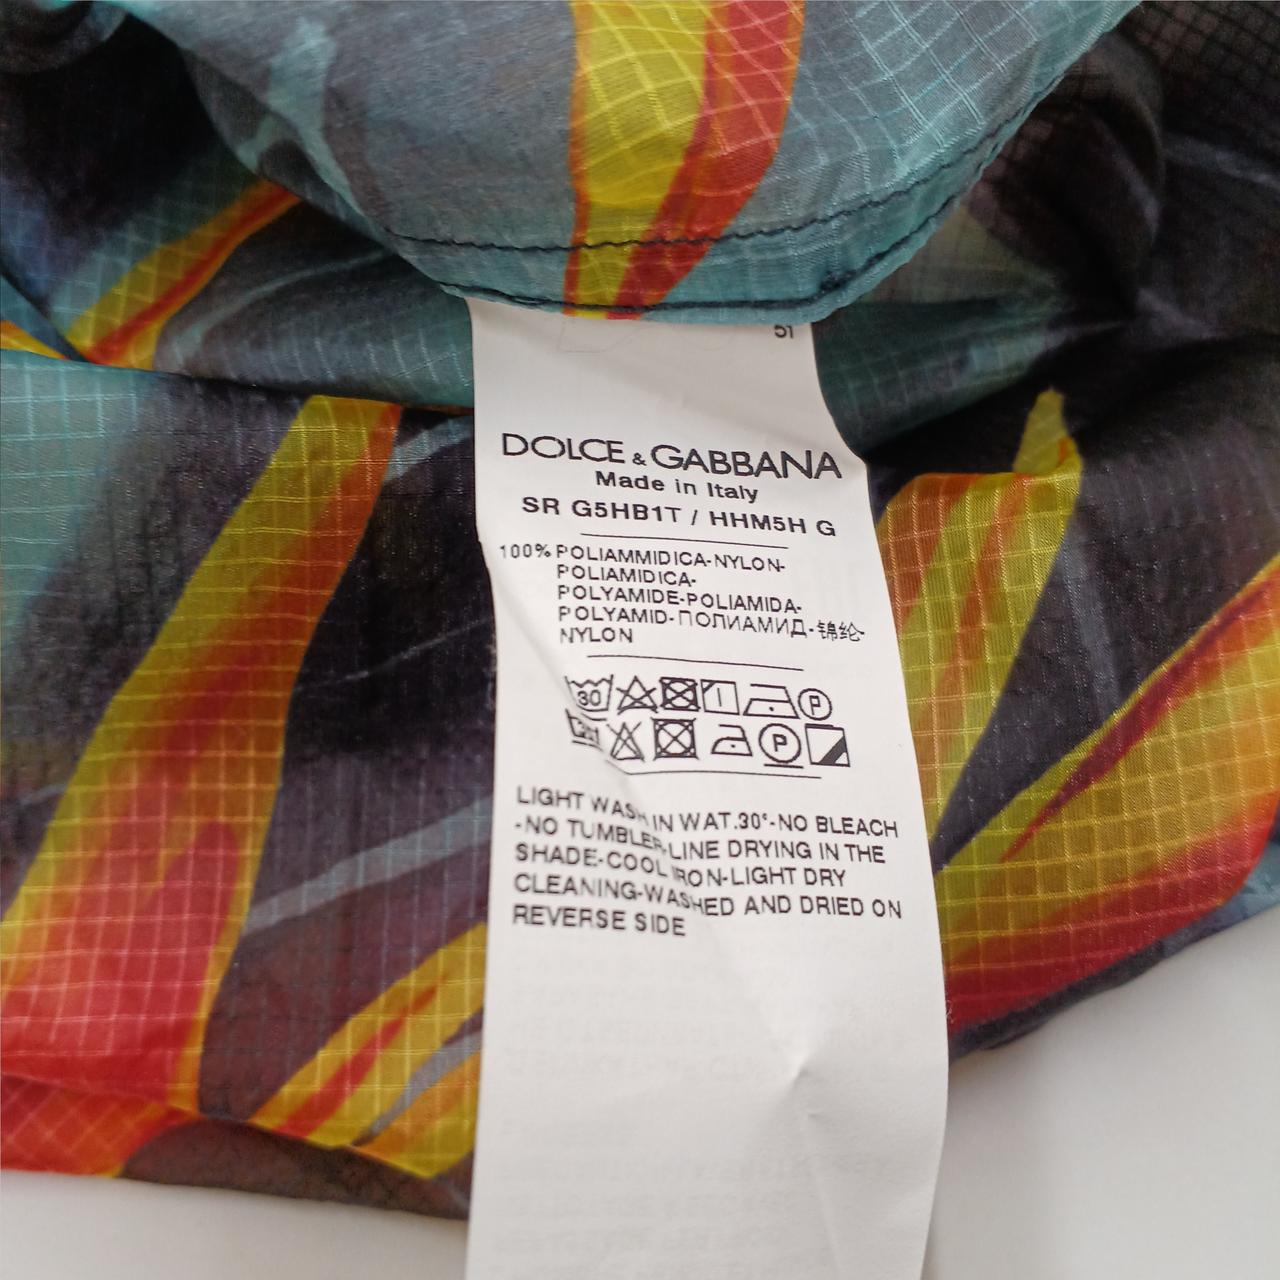 51
DOLCE & GABBANA
Made in Italy
SR G5HB1T / HHM5H G
100% POLIAMMIDICA-NYLON-
POLIAMIDICA-
POLYAMIDE-POLIAMIDA-
POLYAMID-ПОЛИАМИД-锦纶-
NYLON
30 P
P
LIGHT WASH IN WAT.30°-NO BLEACH
-NO TUMBLER-LINE DRYING IN THE
SHADE-COOL IRON-LIGHT DRY
CLEANING-WASHED AND DRIED ON
REVERSE SIDE